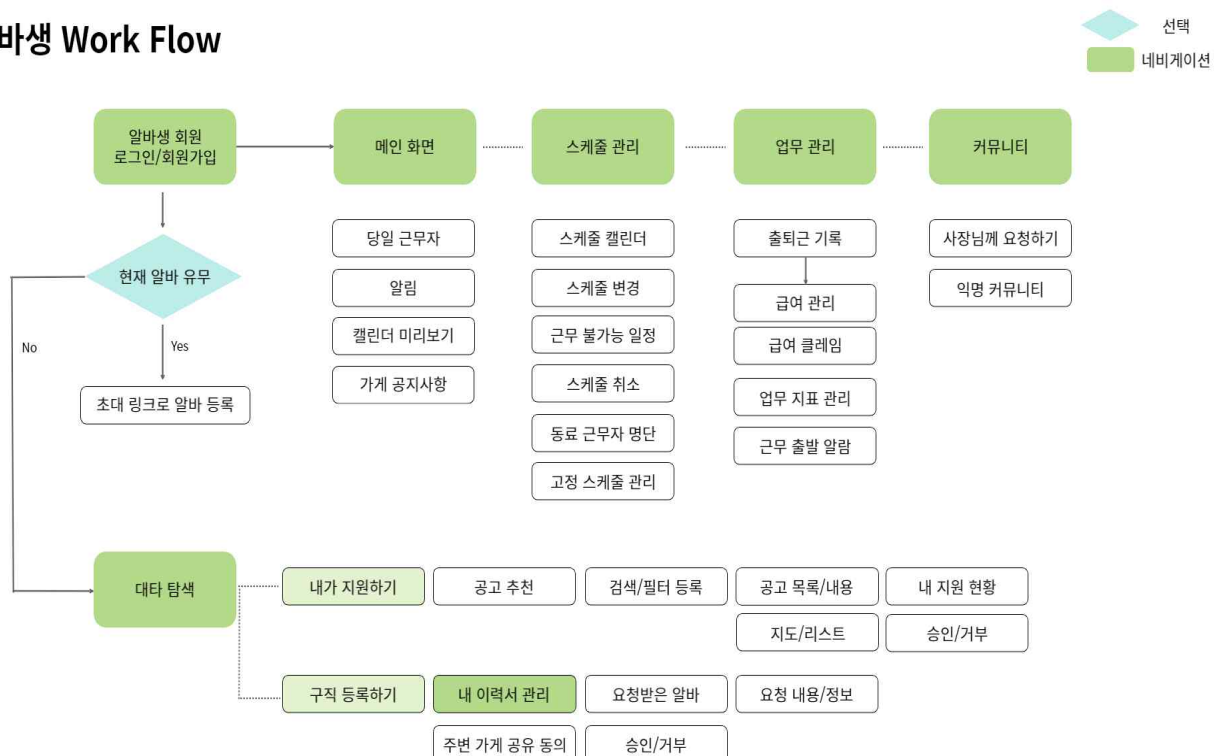 바생 Work Flow
선택
네비게이션
알바생 회원
로그인/회원가입
메인 화면
스케줄 관리
업무 관리
커뮤니티
당일 근무자
스케줄 캘린더
출퇴근 기록
사장님께 요청하기
현재 알바 유무
알림
스케줄 변경
급여 관리
익명 커뮤니티
No
Yes
캘린더 미리보기
근무 불가능 일정
급여 클레임
초대 링크로 알바 등록
가게 공지사항
스케줄 취소
업무 지표 관리
동료 근무자 명단
근무 출발 알람
고정 스케줄 관리
대타 탐색
내가 지원하기
공고 추천
검색/필터 등록
공고 목록/내용
내 지원 현황
지도/리스트
승인/거부
구직 등록하기
내 이력서 관리
요청받은 알바
요청 내용/정보
주변 가게 공유 동의
승인/거부